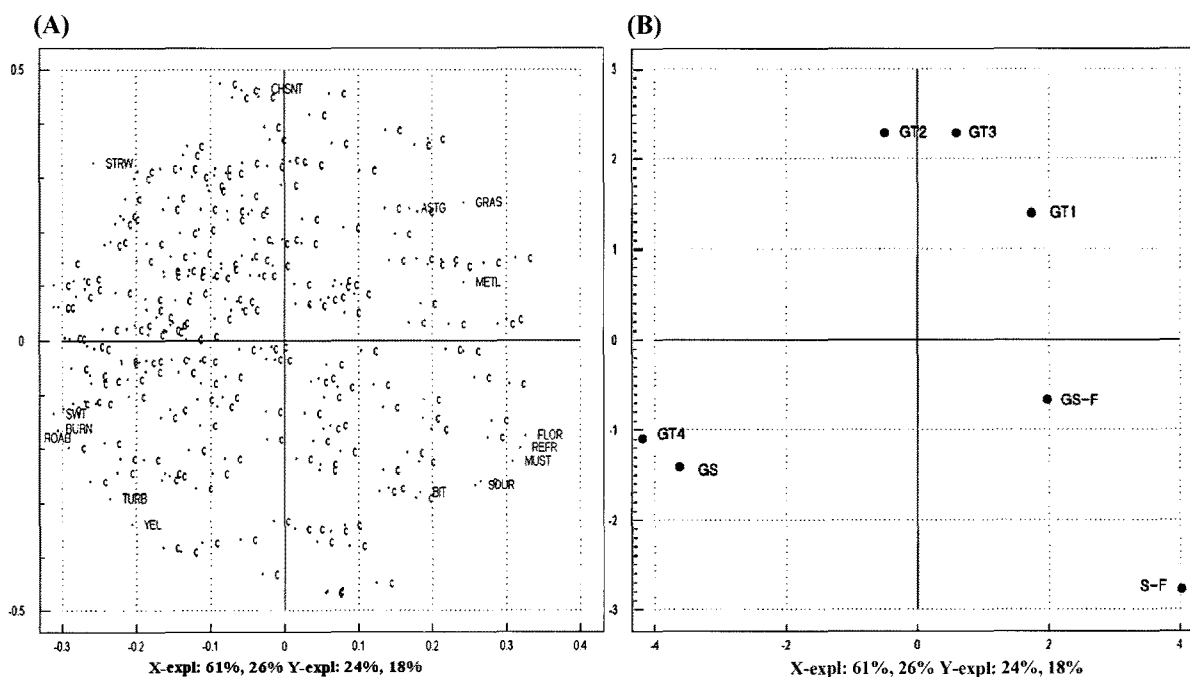 (A)
(B)
0.5
CHSNT
STRW
ASTG
GRAS
METL
0
SWT
BURN
ROAB
FLOR
REFR
MUST
TURB
BIT
SOUR
YEL
-0.5
-0.3 -0.2 -0.1 0 0.1 0.2 0.3 0.4
X-expl: 61%, 26% Y-expl: 24%, 18%
3
GT2 GT3
2
GT1
1
0
GS-F
-1
GT4
GS
-2
S-F
-3
-4 -2 0 2 4
X-expl: 61%, 26% Y-expl: 24%, 18%